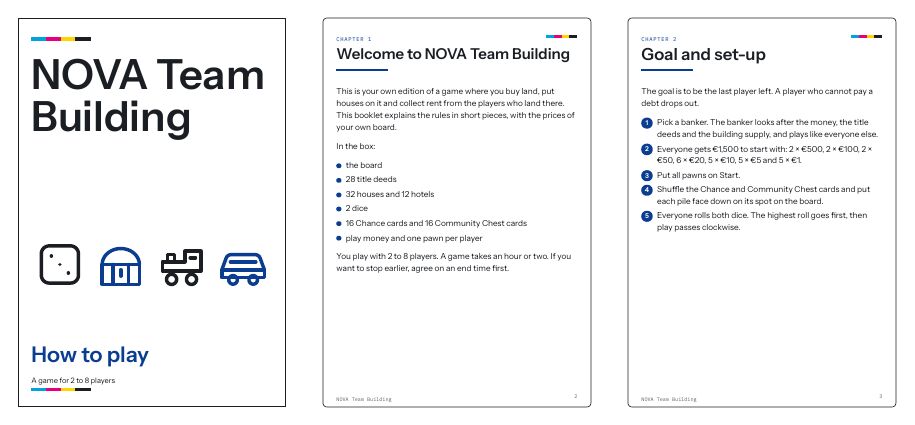 NOVA Team
Building
How to play
A game for 2 to 8 players
CHAPTER 1
Welcome to NOVA Team Building
This is your own edition of a game where you buy land, put
houses on it and collect rent from the players who land there.
This booklet explains the rules in short pieces, with the prices of
your own board.
In the box:
the board
28 title deeds
32 houses and 12 hotels
2 dice
16 Chance cards and 16 Community Chest cards
play money and one pawn per player
You play with 2 to 8 players. A game takes an hour or two. If you
want to stop earlier, agree on an end time first.
NOVA Team Building
2
CHAPTER 2
Goal and set-up
The goal is to be the last player left. A player who cannot pay a
debt drops out.
1 Pick a banker. The banker looks after the money, the title
deeds and the building supply, and plays like everyone else.
2 Everyone gets €1,500 to start with: 2 × €500, 2 × €100, 2 ×
€50, 6 × €20, 5 × €10, 5 × €5 and 5 × €1.
3 Put all pawns on Start.
4 Shuffle the Chance and Community Chest cards and put
each pile face down on its spot on the board.
5 Everyone rolls both dice. The highest roll goes first, then
play passes clockwise.
NOVA Team Building
3